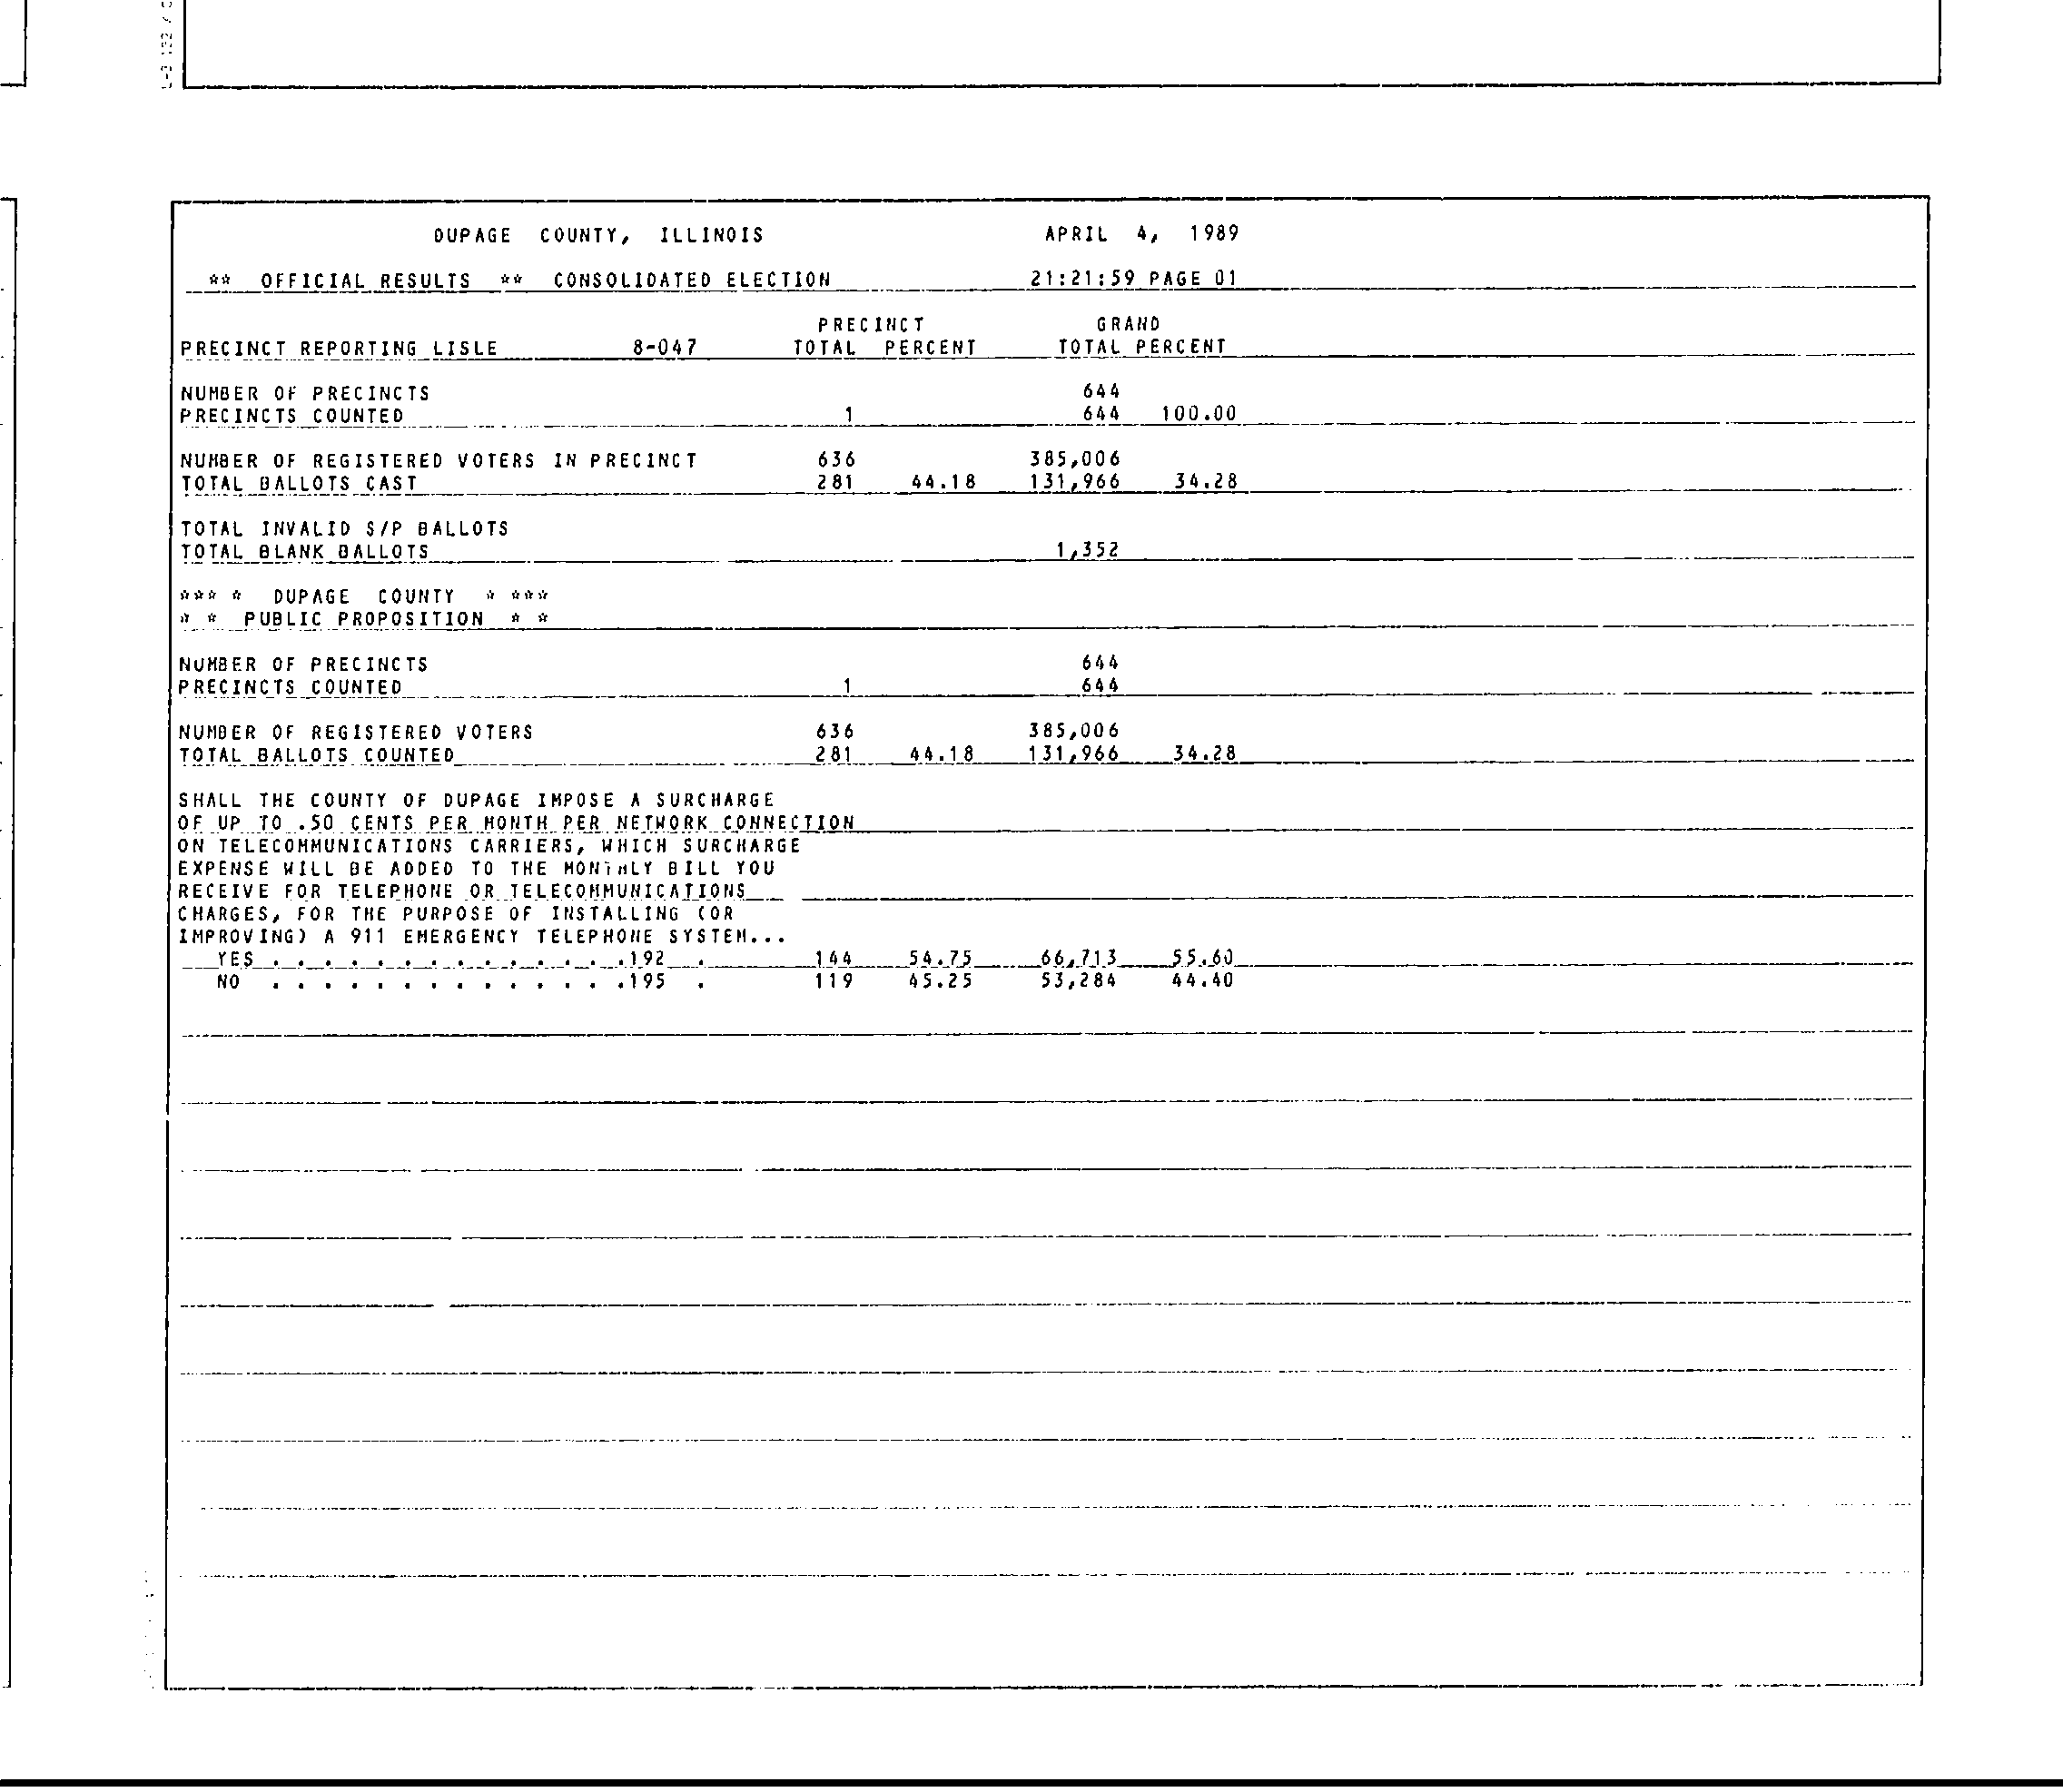 DUPAGE COUNTY, ILLINOIS APRIL 4, 1989
** OFFICIAL RESULTS ** CONSOLIDATED ELECTION 21:21:59 PAGE 01
PRECINCT GRAND
PRECINCT REPORTING LISLE 8-047 TOTAL PERCENT TOTAL PERCENT
NUMBER OF PRECINCTS 644
PRECINCTS COUNTED 1 644 100.00
NUMBER OF REGISTERED VOTERS IN PRECINCT 636 385,006
TOTAL BALLOTS CAST 281 44.18 131,966 34.28
TOTAL INVALID S/P BALLOTS
TOTAL BLANK BALLOTS 1,352
*** * DUPAGE COUNTY * ***
* * PUBLIC PROPOSITION * *
NUMBER OF PRECINCTS 644
PRECINCTS COUNTED 1 644
NUMBER OF REGISTERED VOTERS 636 385,006
TOTAL BALLOTS COUNTED 281 44.18 131,966 34.28
SHALL THE COUNTY OF DUPAGE IMPOSE A SURCHARGE
OF UP TO .50 CENTS PER MONTH PER NETWORK CONNECTION
ON TELECOMMUNICATIONS CARRIERS, WHICH SURCHARGE
EXPENSE WILL BE ADDED TO THE MONTHLY BILL YOU
RECEIVE FOR TELEPHONE OR TELECOMMUNICATIONS
CHARGES, FOR THE PURPOSE OF INSTALLING (OR
IMPROVING) A 911 EMERGENCY TELEPHONE SYSTEM...
YES . . . . . . . . . . . . . .192 . 144 54.75 66,713 55.60
NO . . . . . . . . . . . . . .195 . 119 45.25 53,284 44.40